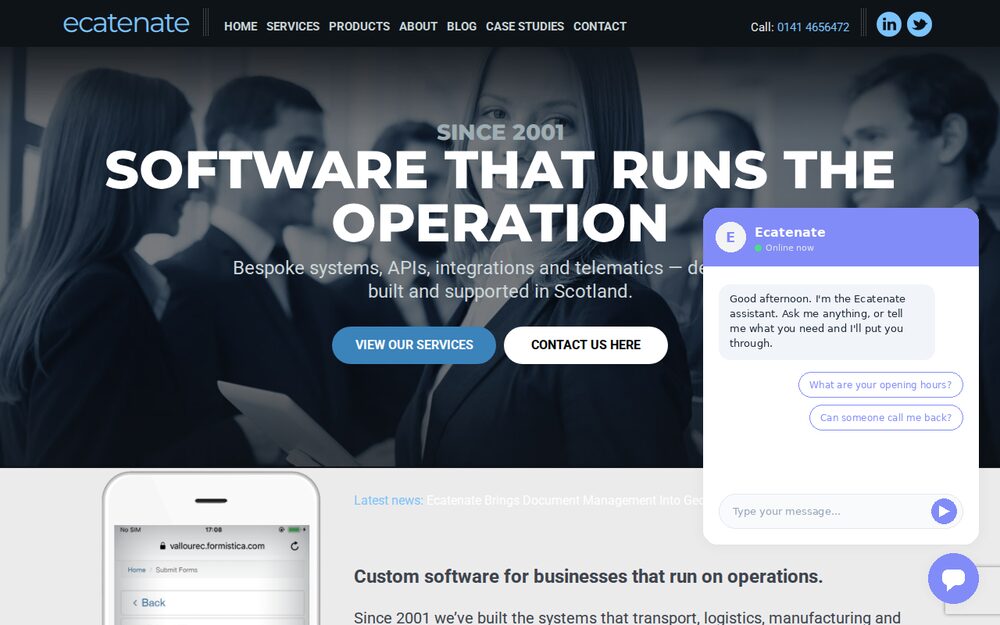 ecatenate
HOME SERVICES PRODUCTS ABOUT BLOG CASE STUDIES CONTACT
Call: 0141 4656472
in
SINCE 2001
SOFTWARE THAT RUNS THE
OPERATION
Bespoke systems, APIs, integrations and telematics — de
built and supported in Scotland.
VIEW OUR SERVICES
CONTACT US HERE
E
Ecatenate
Online now
Good afternoon. I'm the Ecatenate
assistant. Ask me anything, or tell
me what you need and I'll put you
through.
What are your opening hours?
Can someone call me back?
Type your message...
Latest news: Ecatenate Brings Document Management Into Geo
No SIM
17:08
vallourec.formistica.com
Home / Submit Forms
< Back
Custom software for businesses that run on operations.
Since 2001 we've built the systems that transport, logistics, manufacturing and